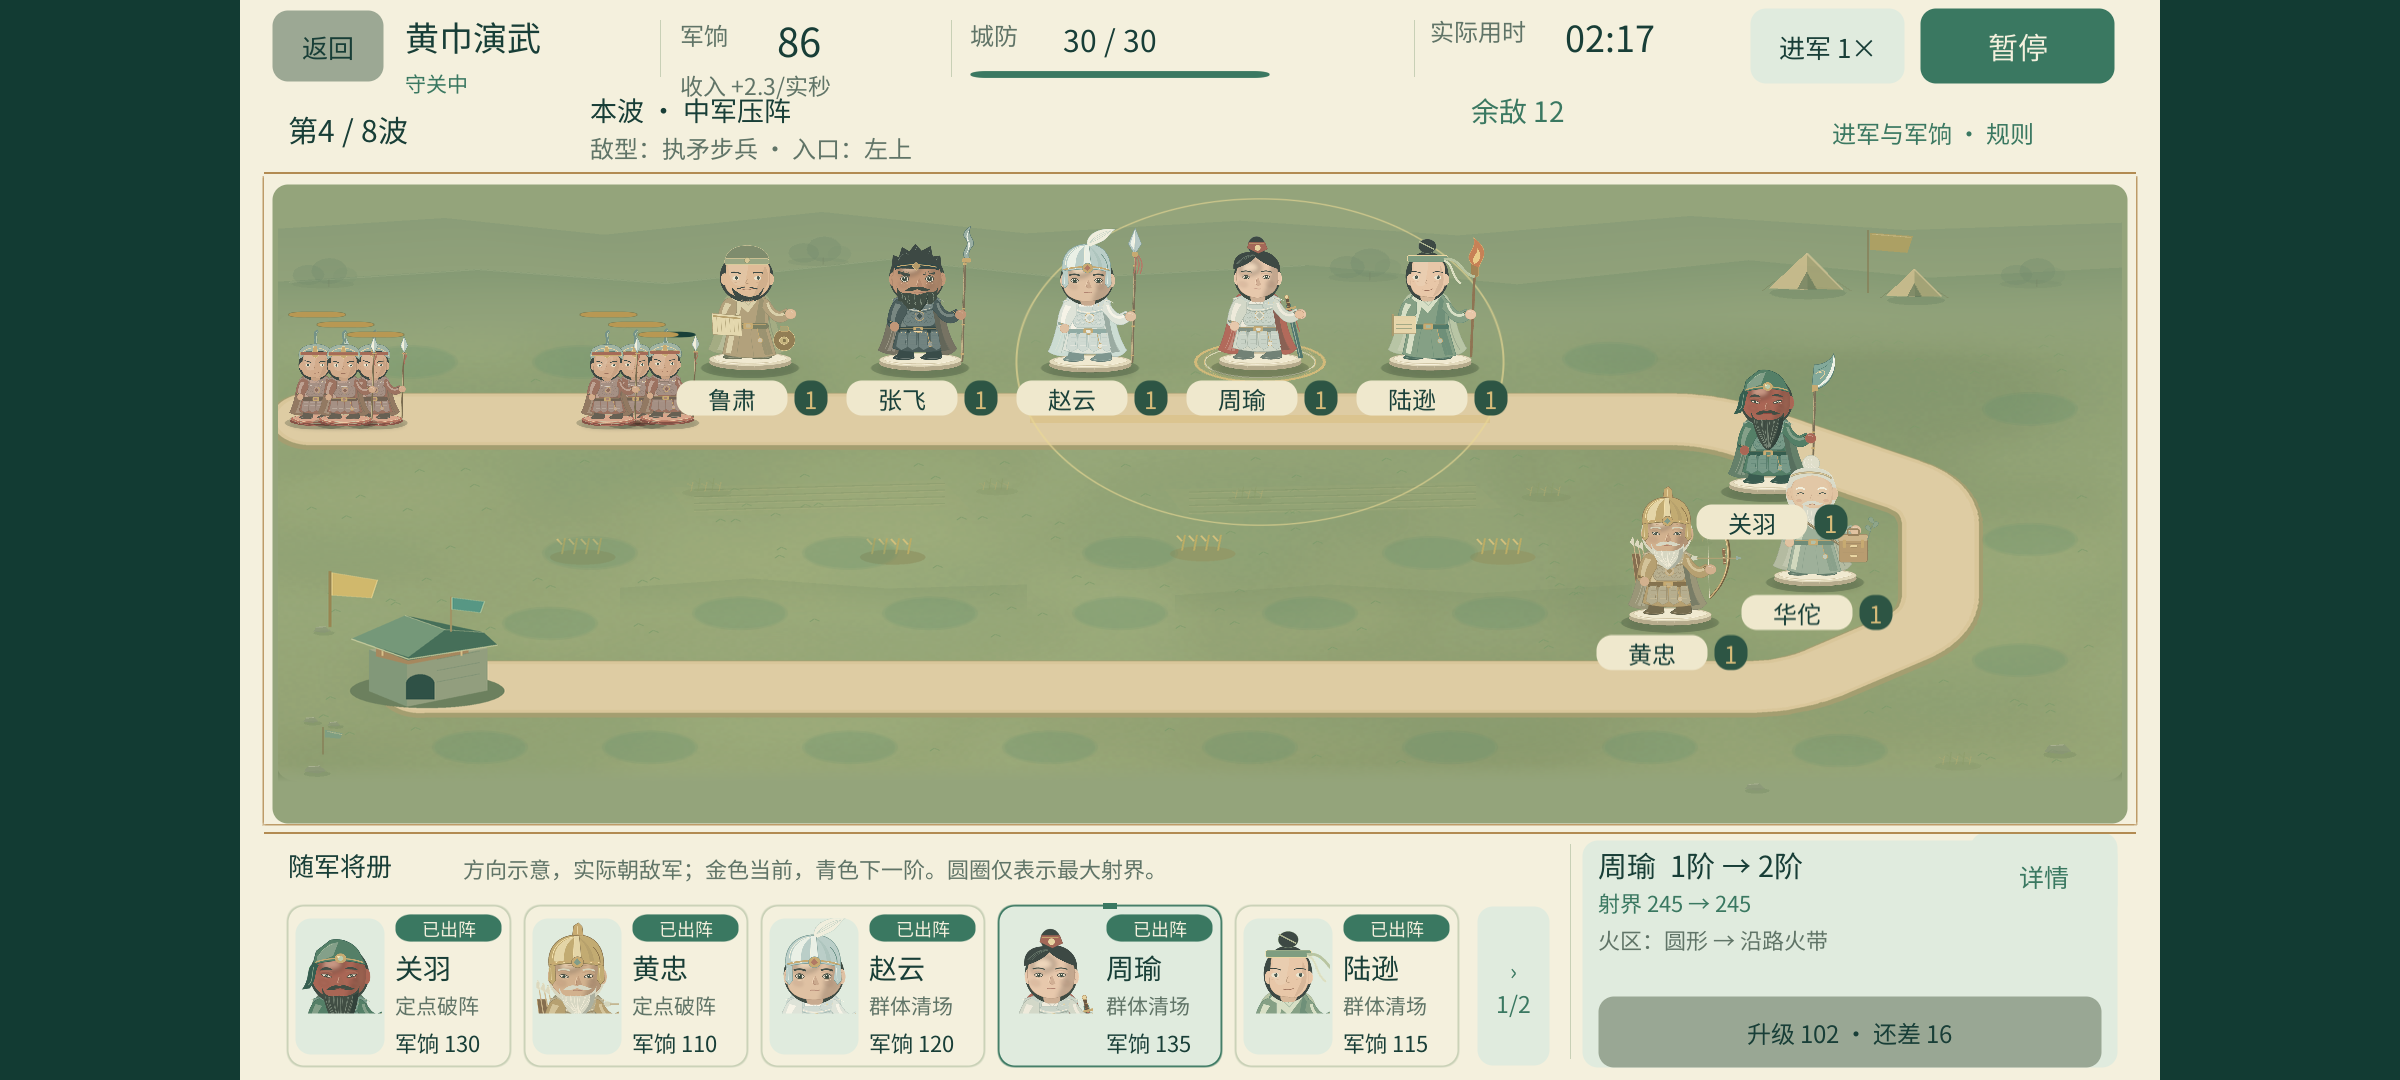 返回
黄巾演武
守关中
军饷 86
收入 +2.3/实秒
城防 30 / 30
实际用时 02:17
进军 1×
暂停
第4 / 8波
本波 · 中军压阵
敌型：执矛步兵 · 入口：左上
余敌 12
进军与军饷 · 规则
鲁肃 1
张飞 1
赵云 1
周瑜 1
陆逊 1
关羽 1
华佗 1
黄忠 1
随军将册
方向示意，实际朝敌军；金色当前，青色下一阶。圆圈仅表示最大射界。
已出阵
关羽
定点破阵
军饷 130
已出阵
黄忠
定点破阵
军饷 110
已出阵
赵云
群体清场
军饷 120
已出阵
周瑜
群体清场
军饷 135
已出阵
陆逊
群体清场
军饷 115
›
1/2
周瑜 1阶 → 2阶
详情
射界 245 → 245
火区：圆形 → 沿路火带
升级 102 · 还差 16